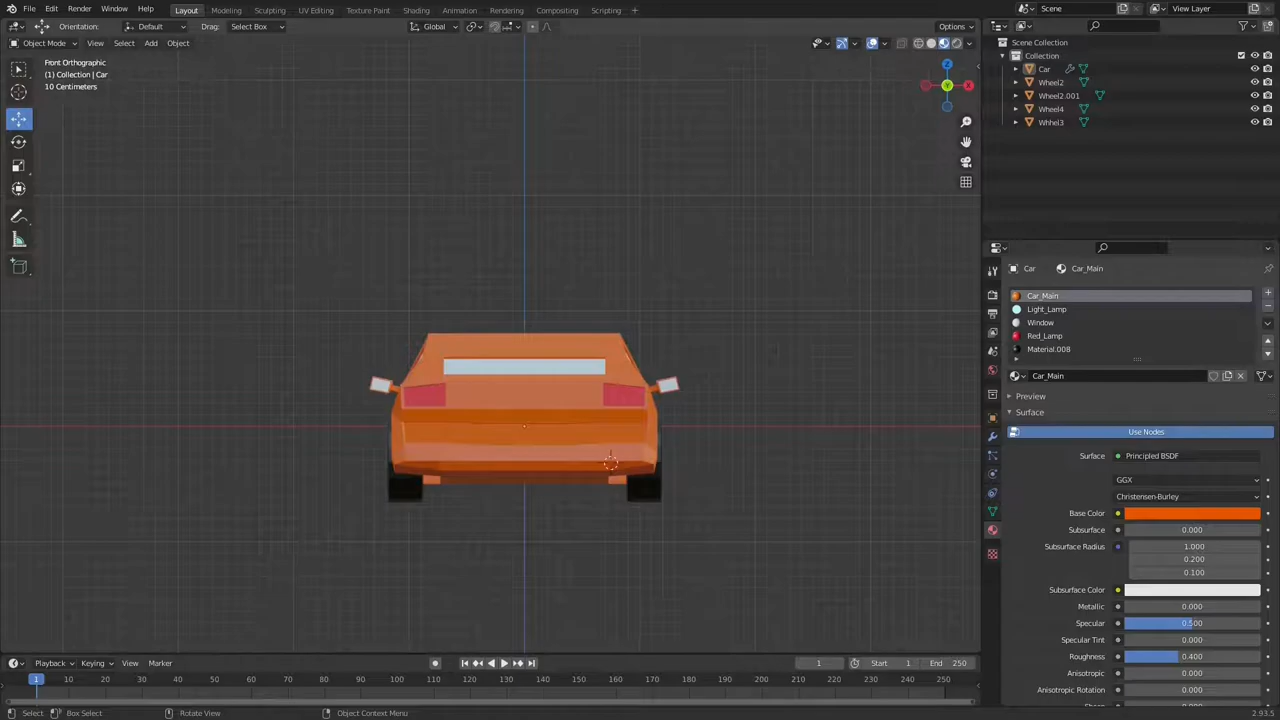 File Edit Render Window Help Layout Modeling Sculpting UV Editing Texture Paint Shading Animation Rendering Compositing Scripting + Scene View Layer
Orientation: Default Drag: Select Box Global Options
Object Mode View Select Add Object
Front Orthographic
(1) Collection | Car
10 Centimeters
Z
Y
X
Scene Collection
Collection
Car
Wheel2
Wheel2.001
Wheel4
Whhel3
Car Car_Main
Car_Main
Light_Lamp
Window
Red_Lamp
Material.008
Car_Main
Preview
Surface
Use Nodes
Surface Principled BSDF
GGX
Christensen-Burley
Base Color
Subsurface 0.000
Subsurface Radius 1.000
0.200
0.100
Subsurface Color
Metallic 0.000
Specular 0.500
Specular Tint 0.000
Roughness 0.400
Anisotropic 0.000
Anisotropic Rotation 0.000
Playback Keying View Marker 1 Start 1 End 250
1 10 20 30 40 50 60 70 80 90 100 110 120 130 140 150 160 170 180 190 200 210 220 230 240 250
Select Box Select Rotate View Object Context Menu 2.93.5